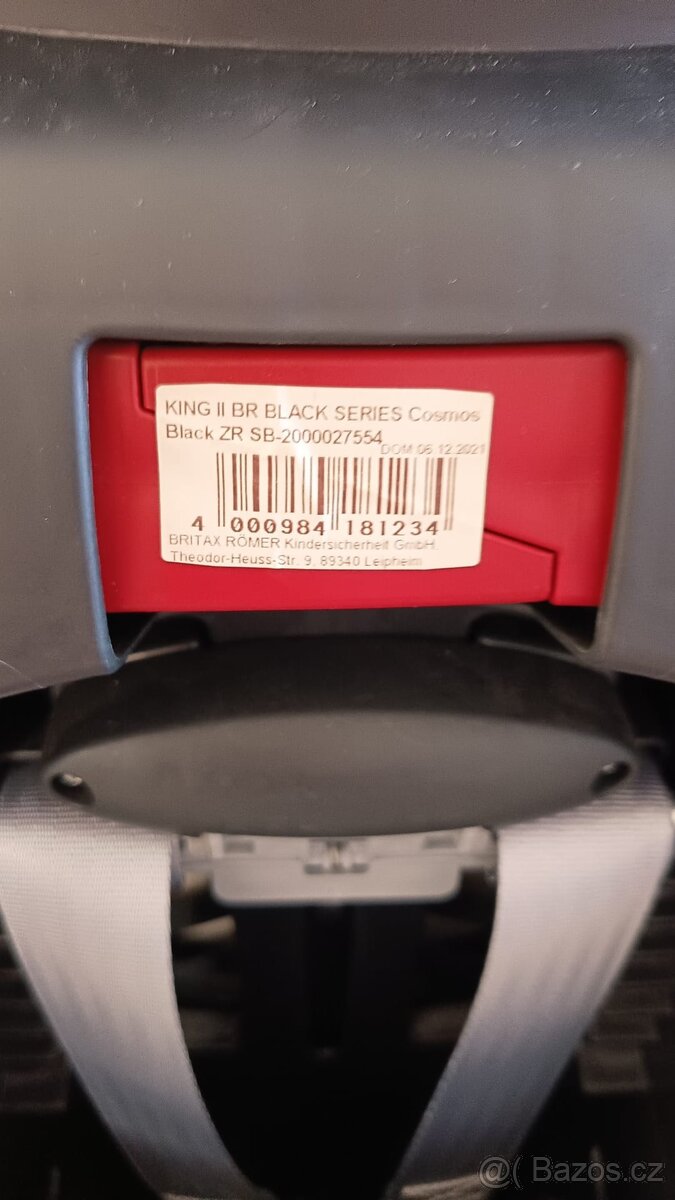 KING II BR BLACK SERIES Cosmos
Black ZR SB-2000027554
DOM 06.12.2021
4 000984 181234
BRITAX RÖMER Kindersicherheit GmbH.
Theodor-Heuss-Str. 9, 89340 Leipheim
@( Bazoš.cz